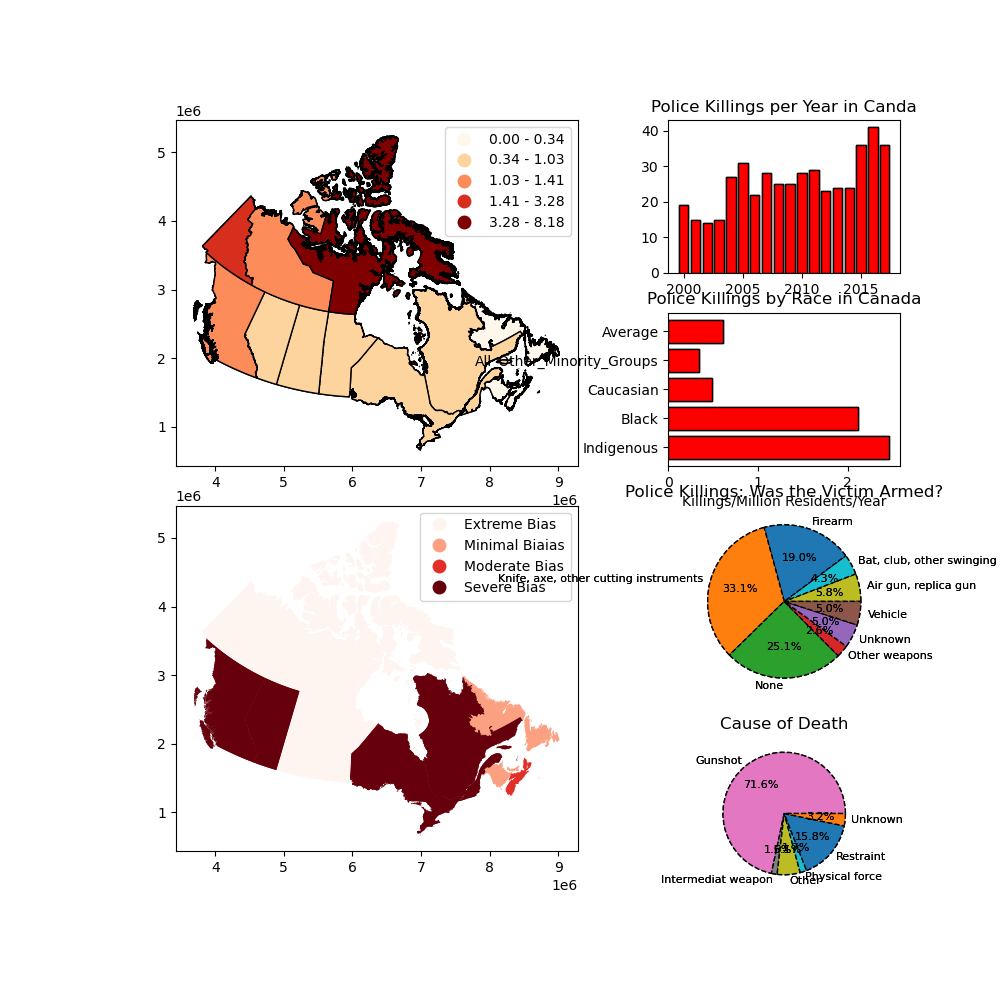 1e6
0.00 - 0.34
0.34 - 1.03
1.03 - 1.41
1.41 - 3.28
3.28 - 8.18
5
4
3
2
1
4 5 6 7 8 9
1e6
Police Killings per Year in Canda
40
30
20
10
0
2000 2005 2010 2015
Police Killings by Race in Canada
Average
All_Other_Minority_Groups
Caucasian
Black
Indigenous
0 1 2
Killings/Million Residents/Year
1e6
Extreme Bias
Minimal Biaias
Moderate Bias
Severe Bias
5
4
3
2
1
4 5 6 7 8 9
1e6
Police Killings: Was the Victim Armed?
Firearm
19.0%
Bat, club, other swinging
4.3%
Knife, axe, other cutting instruments
33.1%
Air gun, replica gun
5.8%
Vehicle
5.0%
Unknown
5.0%
Other weapons
2.6%
None
25.1%
Cause of Death
Gunshot
71.6%
Unknown
3.2%
Restraint
15.8%
Physical force
Other
Intermediat weapon